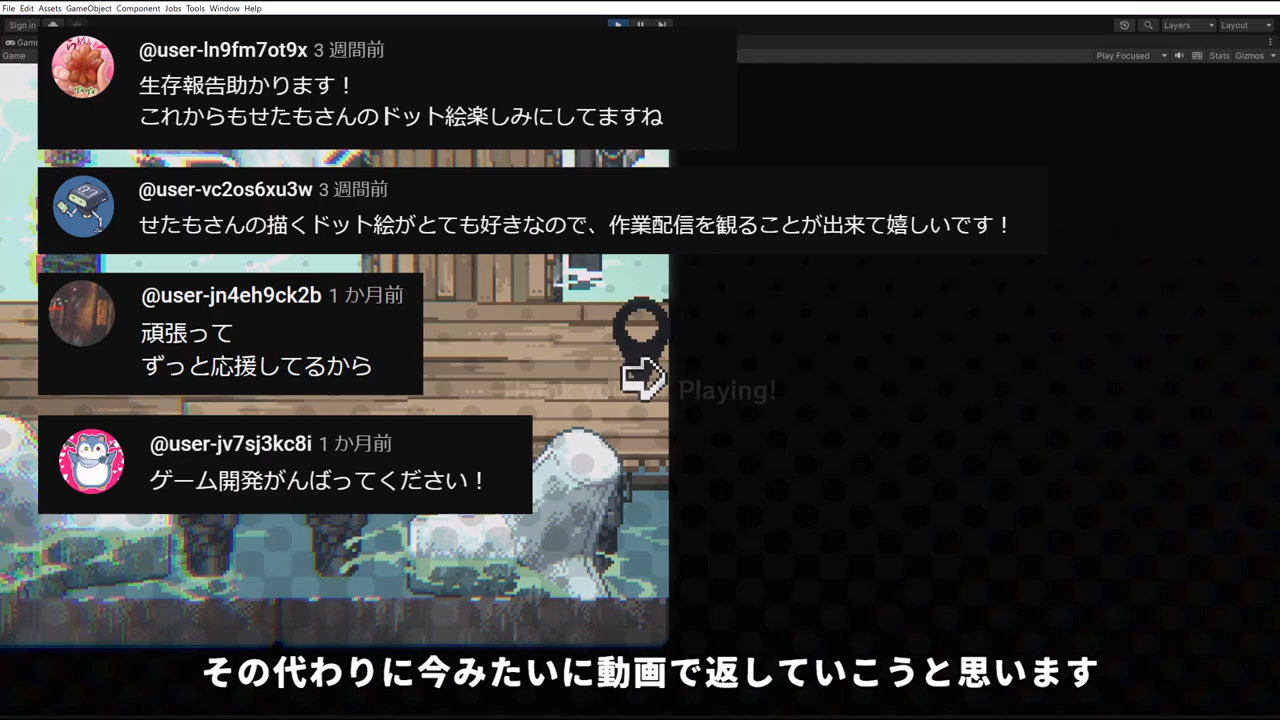 File Edit Assets GameObject Component Jobs Tools Window Help
Sign in
Layers Layout
Game
Game
Play Focused Stats Gizmos
@user-ln9fm7ot9x 3 週間前
生存報告助かります！
これからもせたもさんのドット絵楽しみにしてますね
@user-vc2os6xu3w 3 週間前
せたもさんの描くドット絵がとても好きなので、作業配信を観ることが出来て嬉しいです！
@user-jn4eh9ck2b 1 か月前
頑張って
ずっと応援してるから
Playing!
@user-jv7sj3kc8i 1 か月前
ゲーム開発がんばってください！
その代わりに今みたいに動画で返していこうと思います